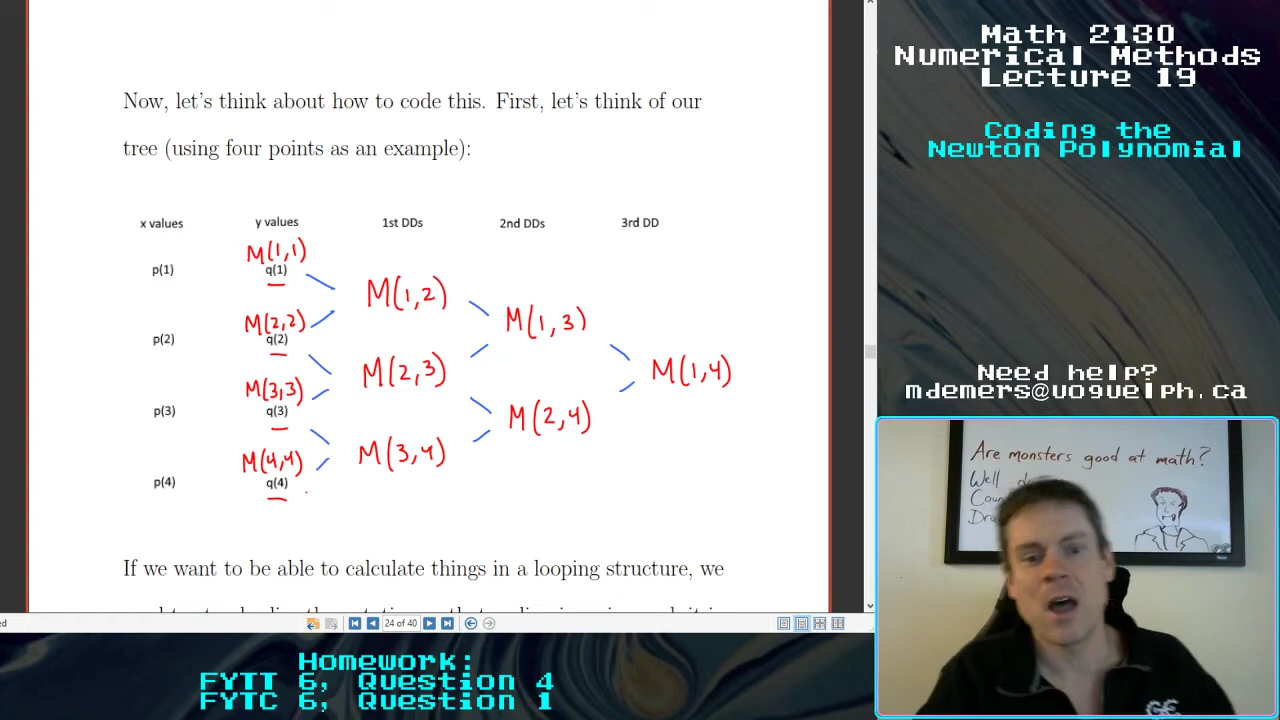 Math 2130
Numerical Methods
Lecture 19
Coding the
Newton Polynomial
Now, let's think about how to code this. First, let's think of our
tree (using four points as an example):
x values y values 1st DDs 2nd DDs 3rd DD
M(1,1)
p(1) q(1)
M(1,2)
M(2,2) M(1,3)
p(2) q(2)
M(2,3) M(1,4)
M(3,3)
p(3) q(3) M(2,4)
M(3,4)
M(4,4)
p(4) q(4)
If we want to be able to calculate things in a looping structure, we
24 of 40
Need help?
mdemers@uoguelph.ca
Are monsters good at math?
Well
Homework:
FYTT 6, Question 4
FYTC 6, Question 1